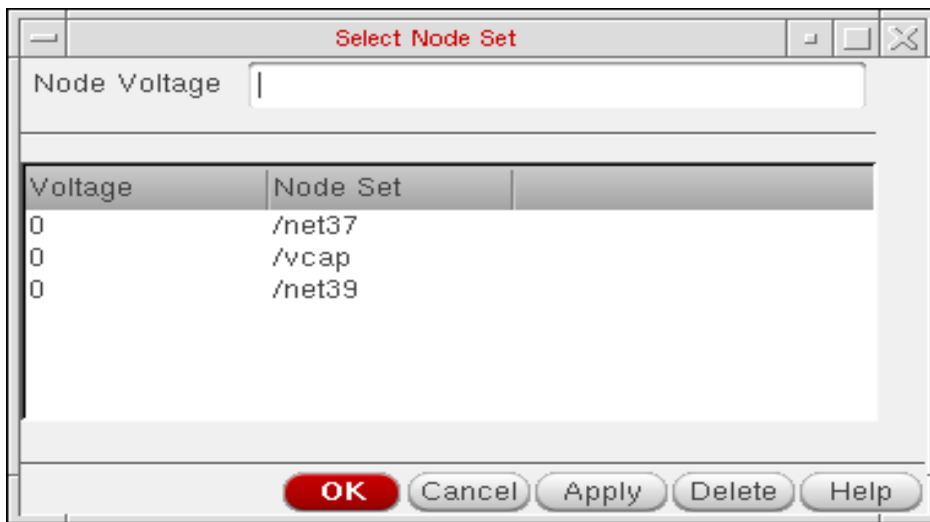 Select Node Set
Node Voltage
Voltage Node Set
0 /net37
0 /vcap
0 /net39
OK Cancel Apply Delete Help